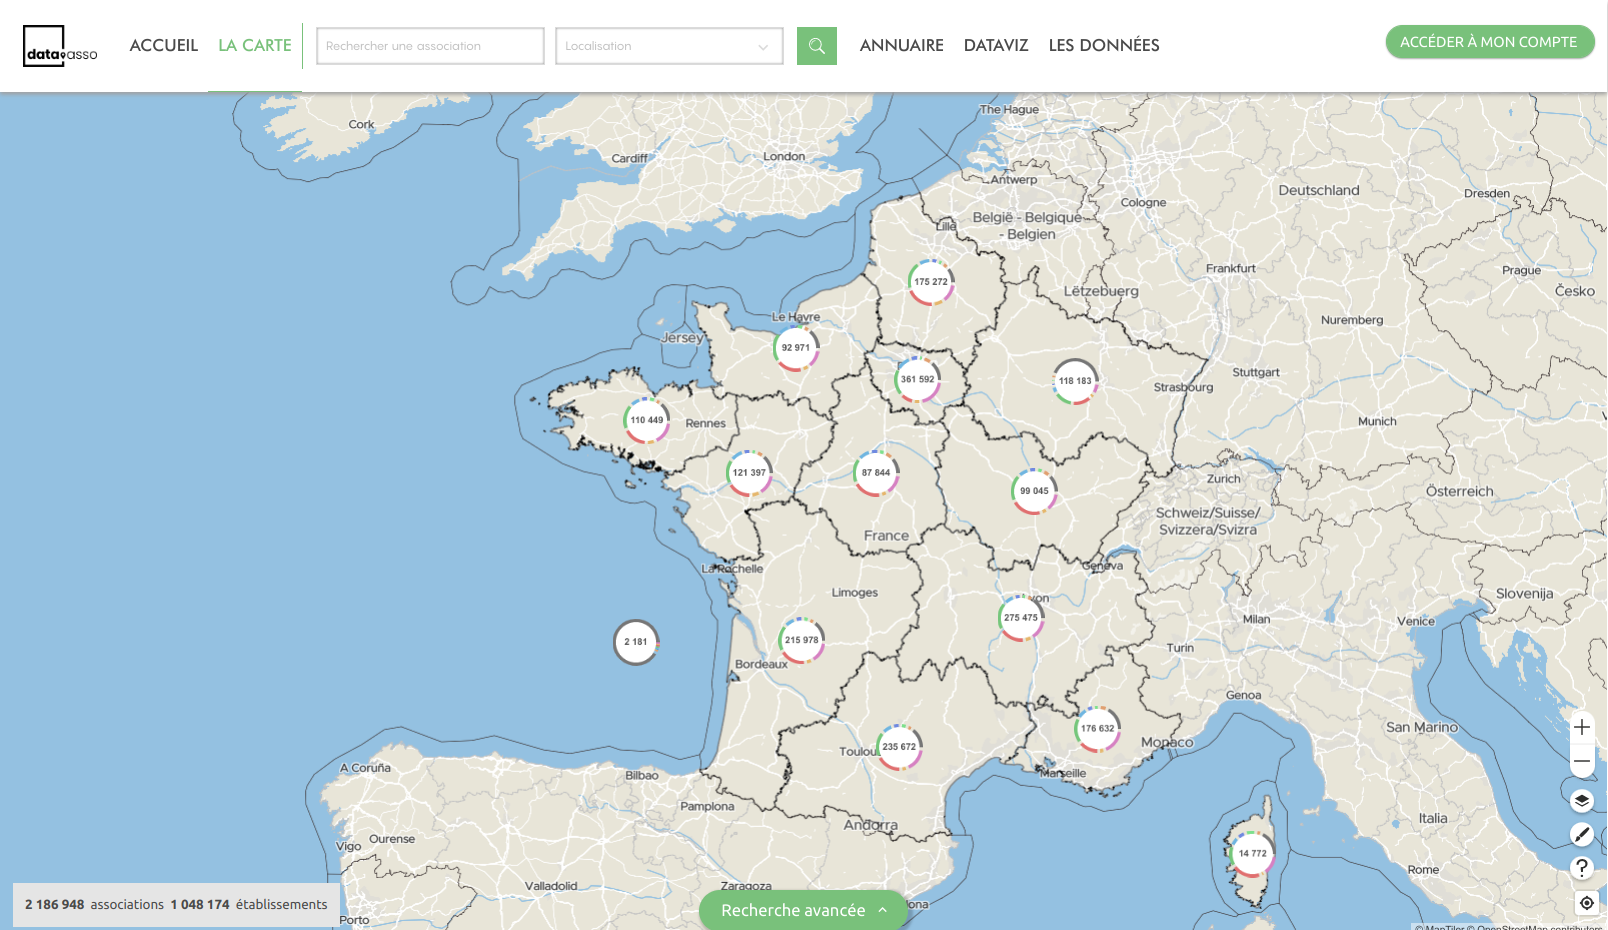 data•asso
ACCUEIL
LA CARTE
Rechercher une association
Localisation
ANNUAIRE
DATAVIZ
LES DONNÉES
ACCÉDER À MON COMPTE
The Hague
Cork
Cardiff
London
Antwerp
Deutschland
Dresden
Cologne
België - Belgique
- Belgien
Lille
Frankfurt
Prague
175 272
Lëtzebuerg
Česko
Le Havre
Nuremberg
Jersey
92 971
Stuttgart
361 592
118 183
Strasbourg
110 449
Rennes
Munich
121 397
87 844
Zurich
99 045
Österreich
Schweiz/Suisse/
Svizzera/Svizra
France
La Rochelle
Geneva
Limoges
Slovenija
275 475
Milan
Venice
2 181
215 978
Turin
Bordeaux
Genoa
176 632
San Marino
Monaco
235 672
A Coruña
Bilbao
Marseille
Pamplona
Andorra
Italia
Ourense
Vigo
14 772
Rome
Valladolid
Zaragoza
2 186 948 associations 1 048 174 établissements
Recherche avancée
Porto
© MapTiler © OpenStreetMap contributors